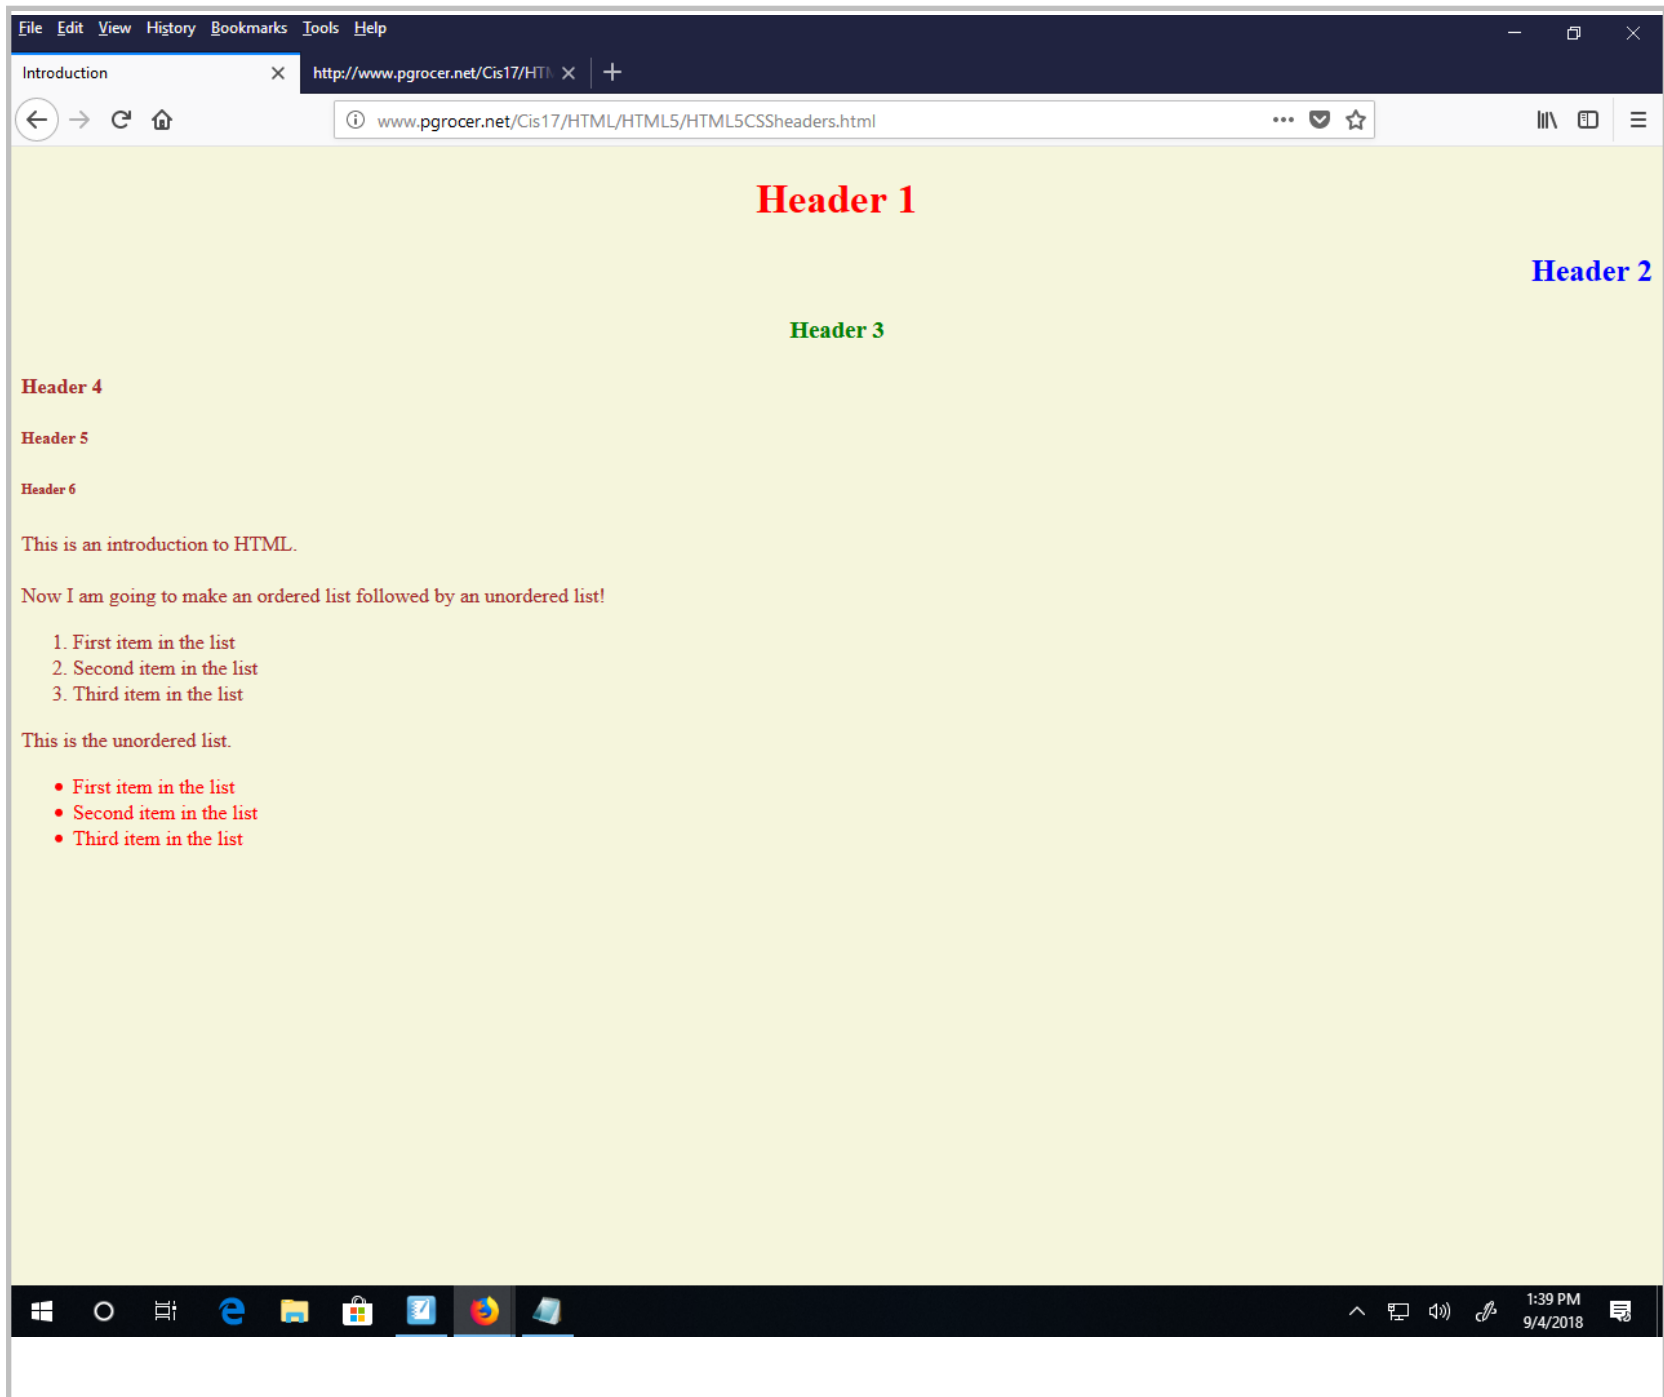 File Edit View History Bookmarks Tools Help
Introduction http://www.pgrocer.net/Cis17/HTM
www.pgrocer.net/Cis17/HTML/HTML5/HTML5CSSheaders.html
Header 1
Header 2
Header 3
Header 4
Header 5
Header 6
This is an introduction to HTML.
Now I am going to make an ordered list followed by an unordered list!
1. First item in the list
2. Second item in the list
3. Third item in the list
This is the unordered list.
• First item in the list
• Second item in the list
• Third item in the list
1:39 PM
9/4/2018